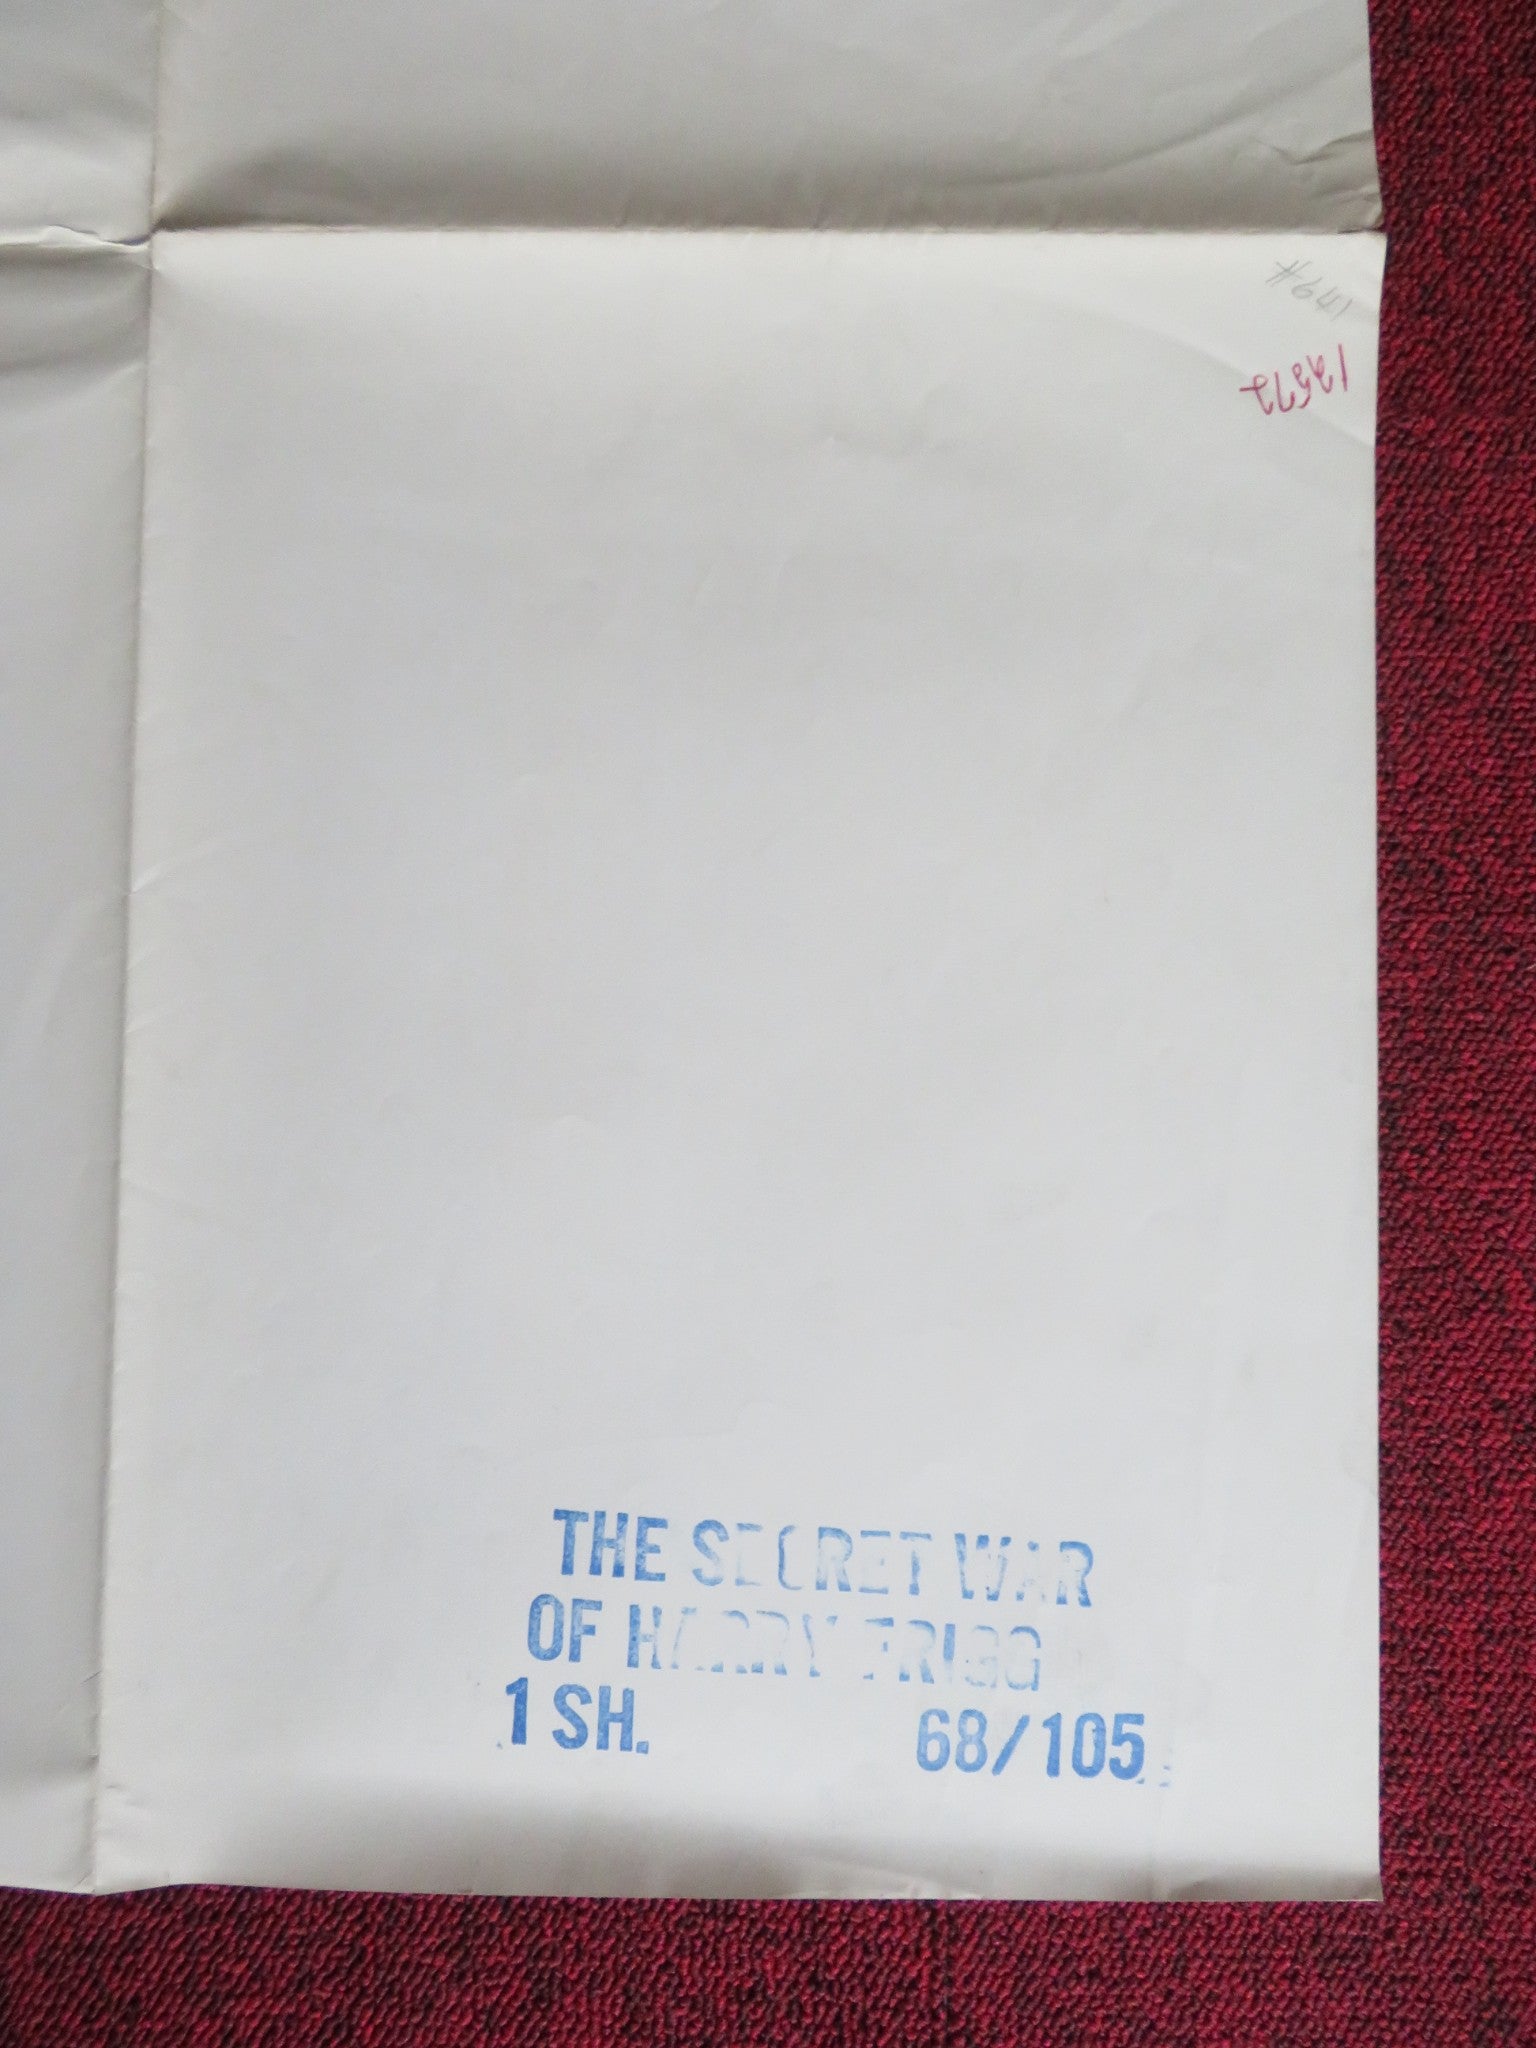 #641
THE SECRET WAR
OF HARRY FRIGG
1 SH. 68/105